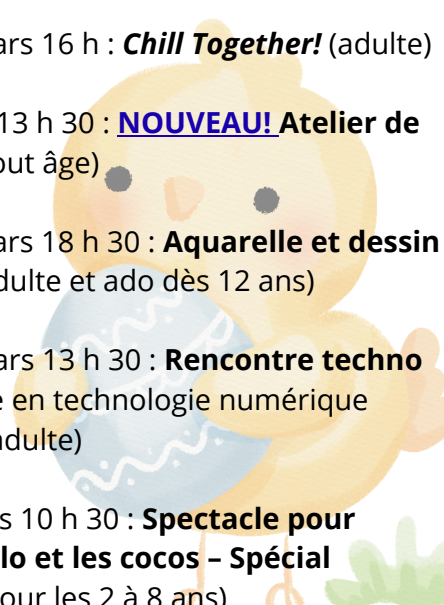 ars 16 h : Chill Together! (adulte)
13 h 30 : NOUVEAU! Atelier de
out âge)
ars 18 h 30 : Aquarelle et dessin
dulte et ado dès 12 ans)
ars 13 h 30 : Rencontre techno
e en technologie numérique
adulte)
s 10 h 30 : Spectacle pour
lo et les cocos – Spécial
our les 2 à 8 ans)